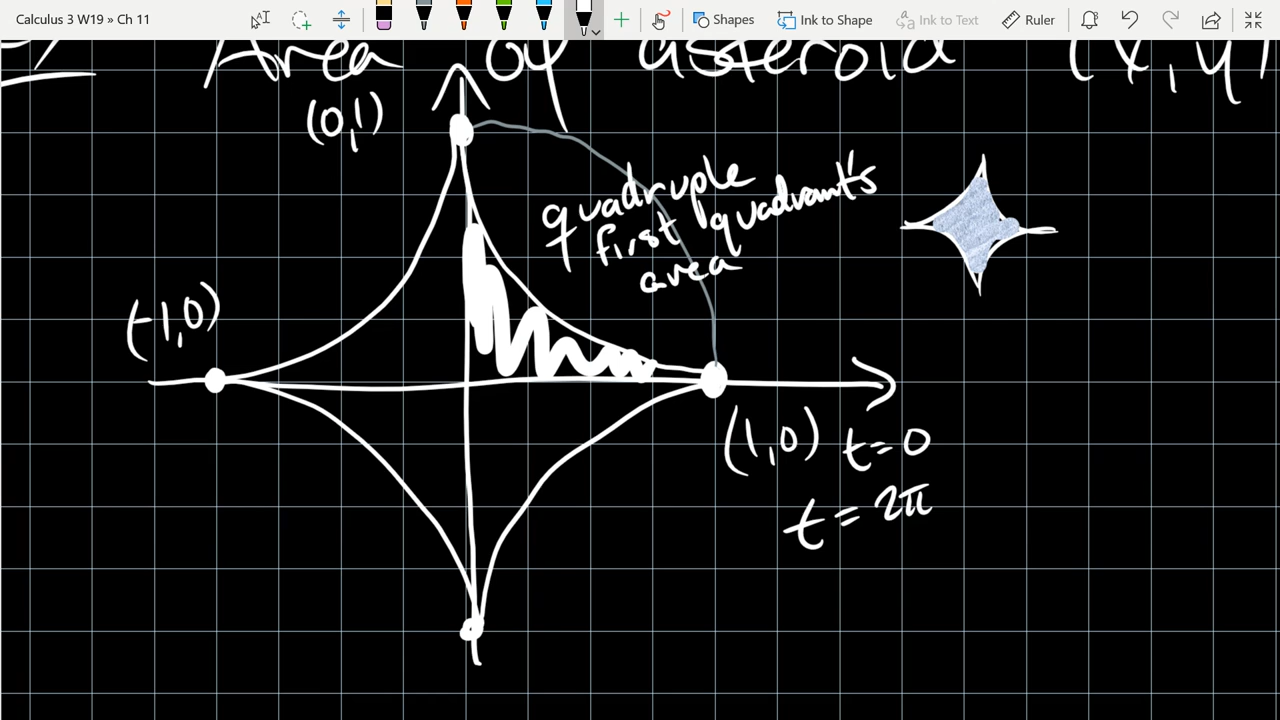 Calculus 3 W19 » Ch 11
Shapes
Ink to Shape
Ink to Text
Ruler
Area of asteroid (x,y)
(0,1)
quadruple
first quadrant's
area
(-1,0)
(1,0) t=0
t=2π